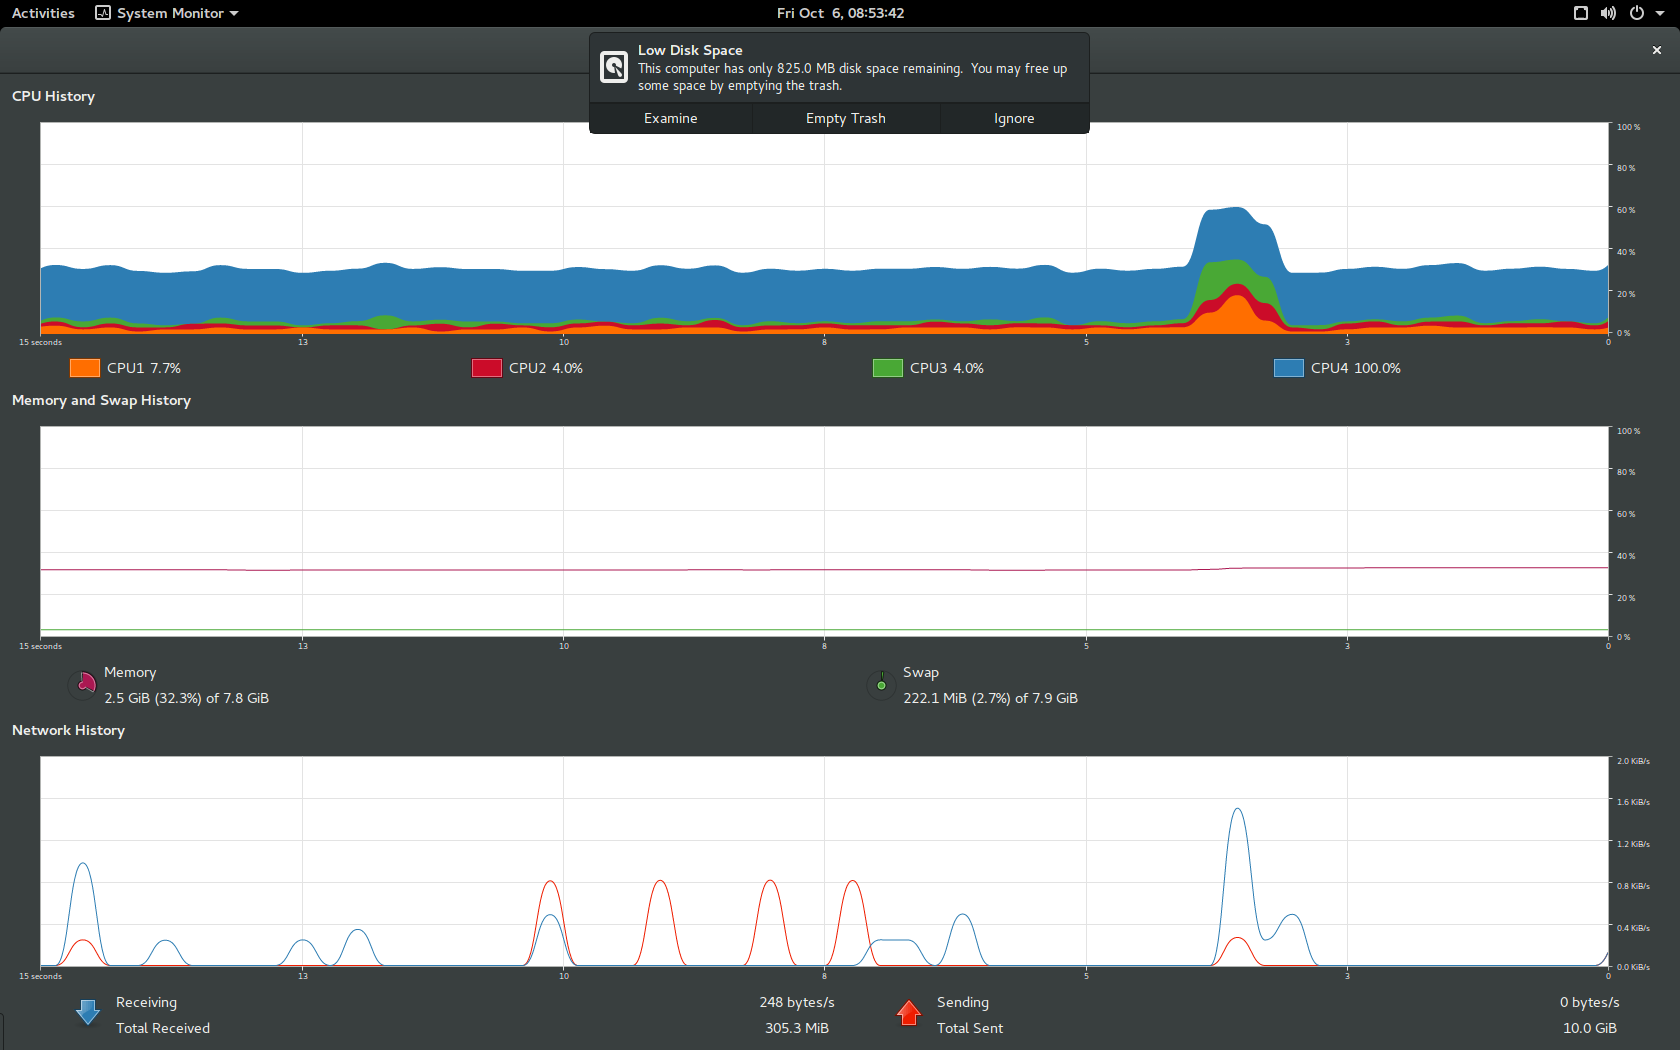 Activities System Monitor Fri Oct 6, 08:53:42
Low Disk Space
This computer has only 825.0 MB disk space remaining. You may free up
some space by emptying the trash.
Examine Empty Trash Ignore
CPU History
100 %
80 %
60 %
40 %
20 %
0 %
15 seconds 13 10 8 5 3 0
CPU1 7.7% CPU2 4.0% CPU3 4.0% CPU4 100.0%
Memory and Swap History
100 %
80 %
60 %
40 %
20 %
0 %
15 seconds 13 10 8 5 3 0
Memory Swap
2.5 GiB (32.3%) of 7.8 GiB 222.1 MiB (2.7%) of 7.9 GiB
Network History
2.0 KiB/s
1.6 KiB/s
1.2 KiB/s
0.8 KiB/s
0.4 KiB/s
0.0 KiB/s
15 seconds 13 10 8 5 3 0
Receiving 248 bytes/s Sending 0 bytes/s
Total Received 305.3 MiB Total Sent 10.0 GiB